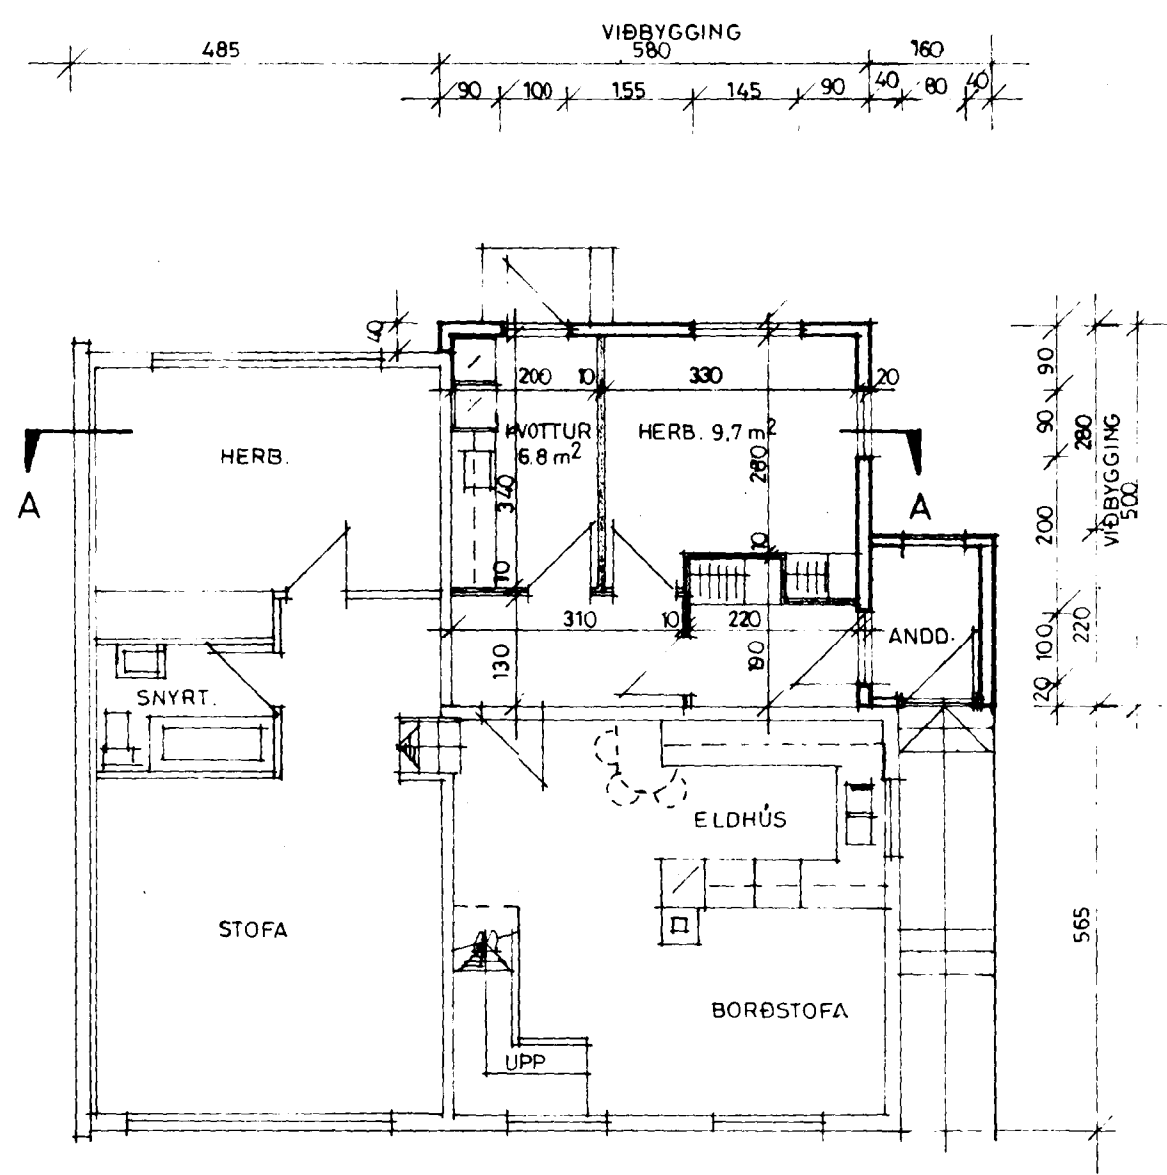 VIÐBYGGING
485 580 160
90 100 155 145 90 40 80 40
40
200 10 330 20
90
HERB.
KVOTTUR
6.8 m²
HERB. 9,7 m²
90
280
VIÐBYGGING
500
A
A
340
280
200
10
10
310 10 220
ANDD.
100
220
130
190
SNYRT.
20
ELDHÚS
STOFA
565
BORÐSTOFA
UPP